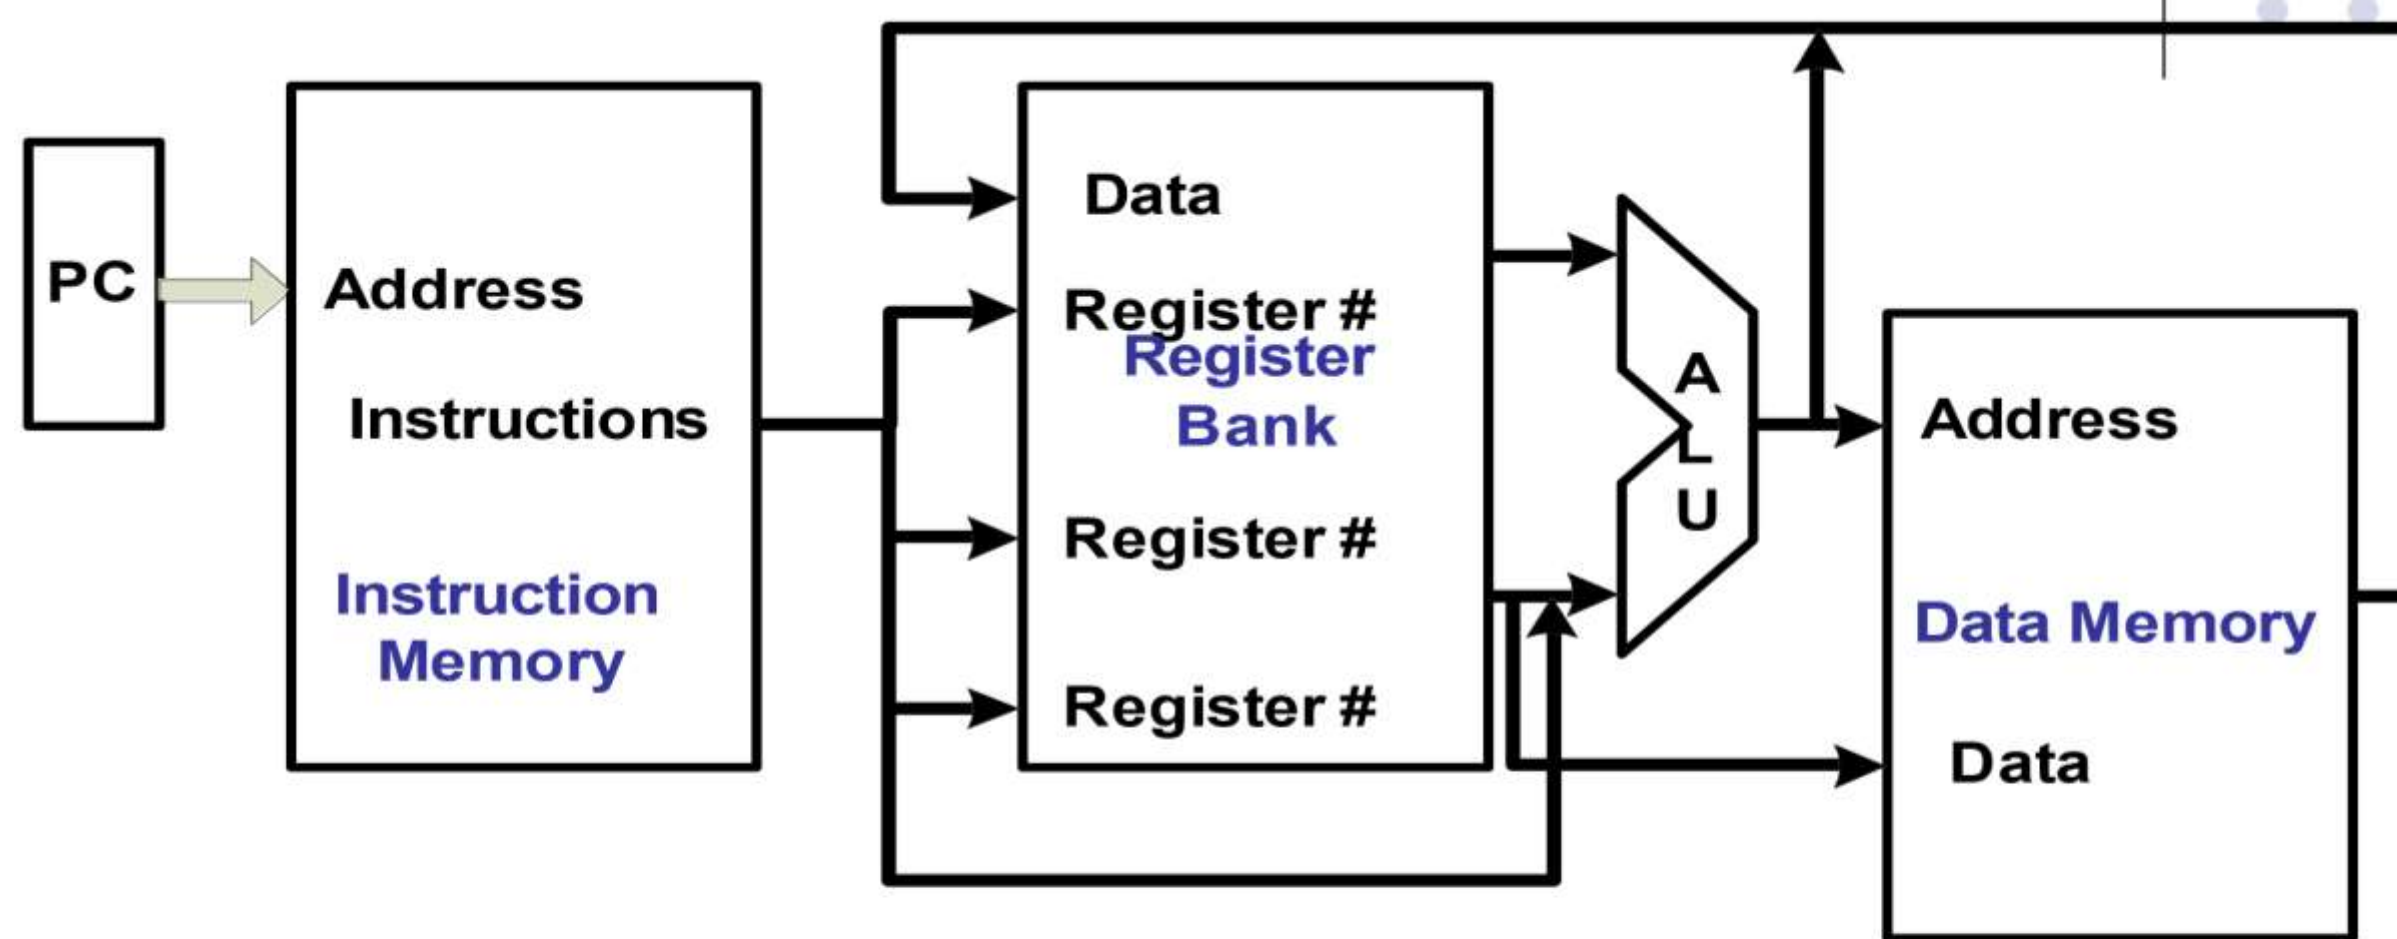 PC
Address
Instructions
Instruction
Memory
Data
Register #
Register
Bank
Register #
Register #
A
L
U
Address
Data Memory
Data